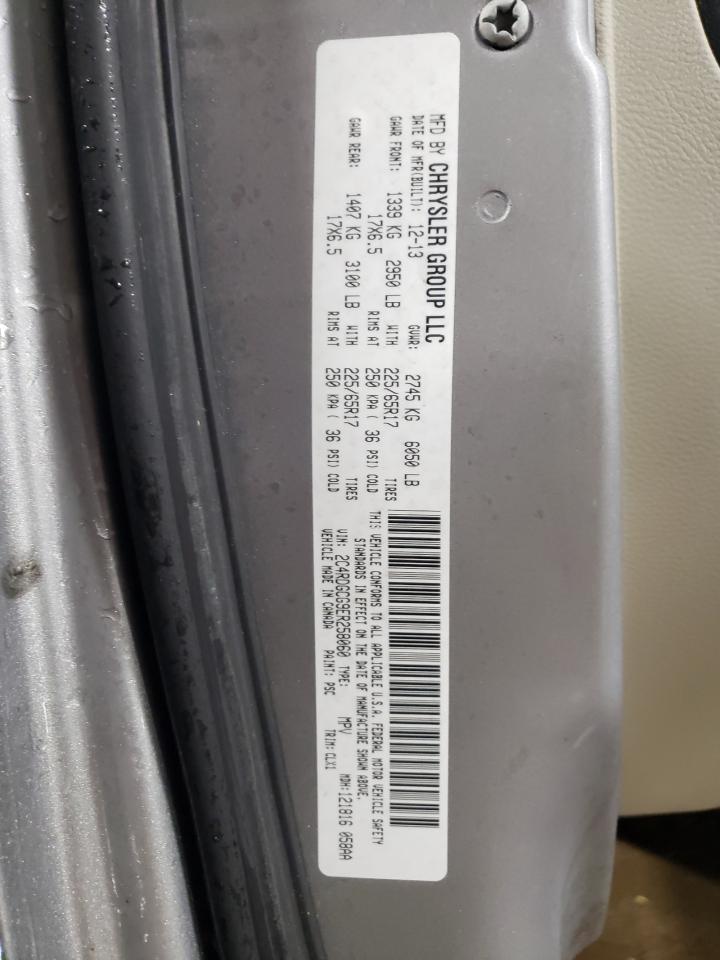 MFD BY CHRYSLER GROUP LLC
DATE OF MFR(BUILT): 12-13 GVWR: 2745 KG 6050 LB
GAWR FRONT: 1339 KG 2950 LB WITH 225/65R17 TIRES
17X6.5 RIMS AT 250 KPA ( 36 PSI) COLD
GAWR REAR: 1407 KG 3100 LB WITH 225/65R17 TIRES
17X6.5 RIMS AT 250 KPA ( 36 PSI) COLD
THIS VEHICLE CONFORMS TO ALL APPLICABLE U.S.A. FEDERAL MOTOR VEHICLE SAFETY
STANDARDS IN EFFECT ON THE DATE OF MANUFACTURE SHOWN ABOVE.
VIN: 2C4RDGCG9ER258060 TYPE: MPV MDH: 121816 058AA
VEHICLE MADE IN CANADA PAINT: PSC TRIM: CLX1